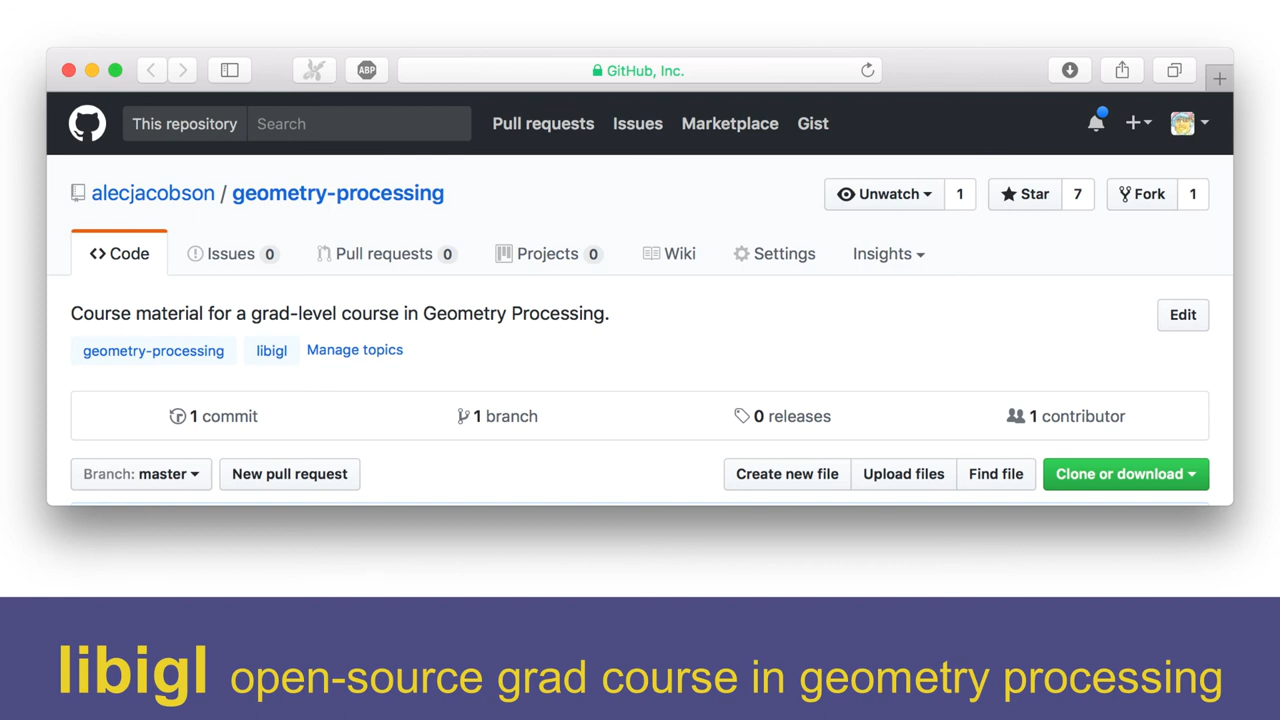 ABP
GitHub, Inc.
This repository Search Pull requests Issues Marketplace Gist
alecjacobson / geometry-processing Unwatch 1 Star 7 Fork 1
<> Code Issues 0 Pull requests 0 Projects 0 Wiki Settings Insights
Course material for a grad-level course in Geometry Processing. Edit
geometry-processing libigl Manage topics
1 commit 1 branch 0 releases 1 contributor
Branch: master New pull request Create new file Upload files Find file Clone or download
libigl open-source grad course in geometry processing